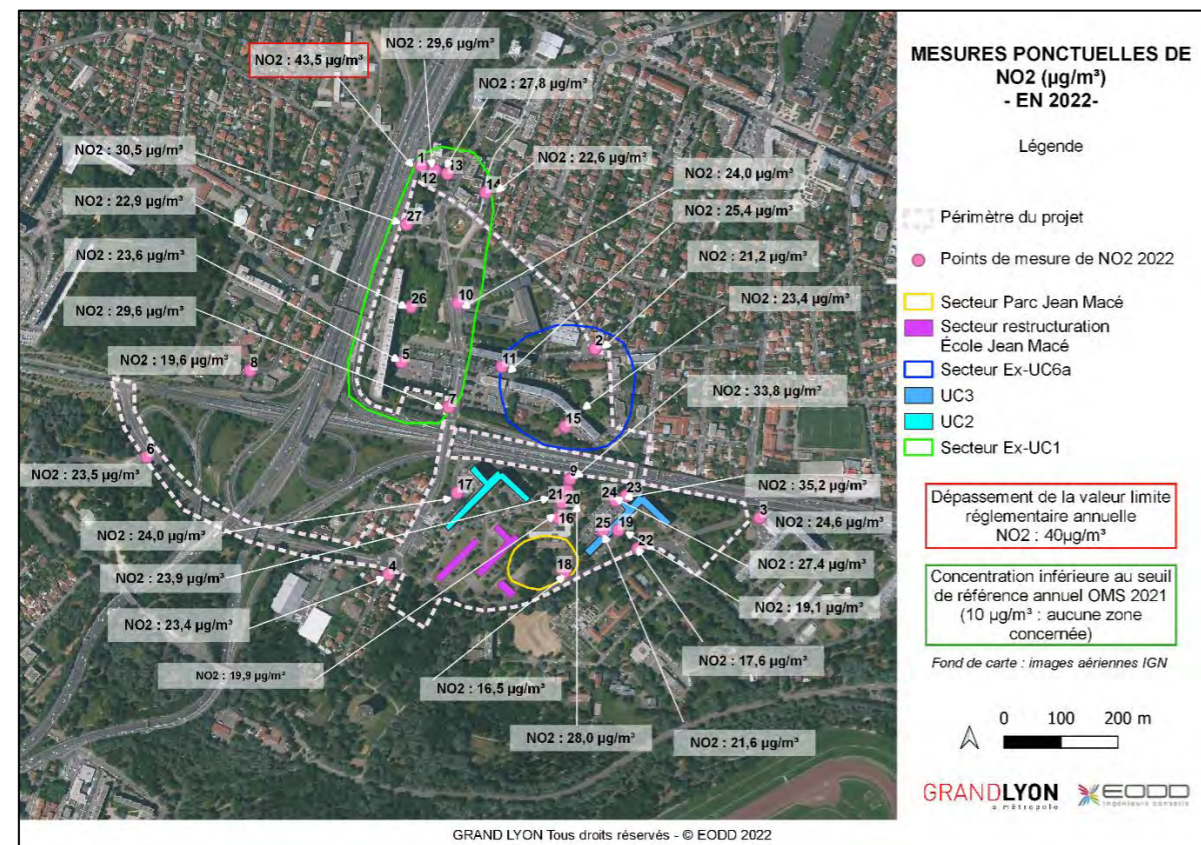 NO2 : 29,6 µg/m³
NO2 : 43,5 µg/m³
NO2 : 27,8 µg/m³
NO2 : 30,5 µg/m³
NO2 : 22,6 µg/m³
NO2 : 24,0 µg/m³
NO2 : 22,9 µg/m³
NO2 : 25,4 µg/m³
NO2 : 23,6 µg/m³
NO2 : 21,2 µg/m³
NO2 : 29,6 µg/m³
NO2 : 23,4 µg/m³
NO2 : 19,6 µg/m³
NO2 : 33,8 µg/m³
NO2 : 23,5 µg/m³
NO2 : 35,2 µg/m³
NO2 : 24,0 µg/m³
NO2 : 24,6 µg/m³
NO2 : 23,9 µg/m³
NO2 : 27,4 µg/m³
NO2 : 23,4 µg/m³
NO2 : 19,1 µg/m³
NO2 : 19,9 µg/m³
NO2 : 17,6 µg/m³
NO2 : 16,5 µg/m³
NO2 : 28,0 µg/m³
NO2 : 21,6 µg/m³
1
12
13
14
27
26
10
5
11
2
8
7
15
6
17
9
21
20
16
24
23
3
25
19
22
4
18
MESURES PONCTUELLES DE
NO2 (µg/m³)
- EN 2022-
Légende
Périmètre du projet
Points de mesure de NO2 2022
Secteur Parc Jean Macé
Secteur restructuration
École Jean Macé
Secteur Ex-UC6a
UC3
UC2
Secteur Ex-UC1
Dépassement de la valeur limite
réglementaire annuelle
NO2 : 40µg/m³
Concentration inférieure au seuil
de référence annuel OMS 2021
(10 µg/m³ : aucune zone
concernée)
Fond de carte : images aériennes IGN
0 100 200 m
GRANDLYON
la métropole
EODD
ingénieurs conseils
GRAND LYON Tous droits réservés - © EODD 2022